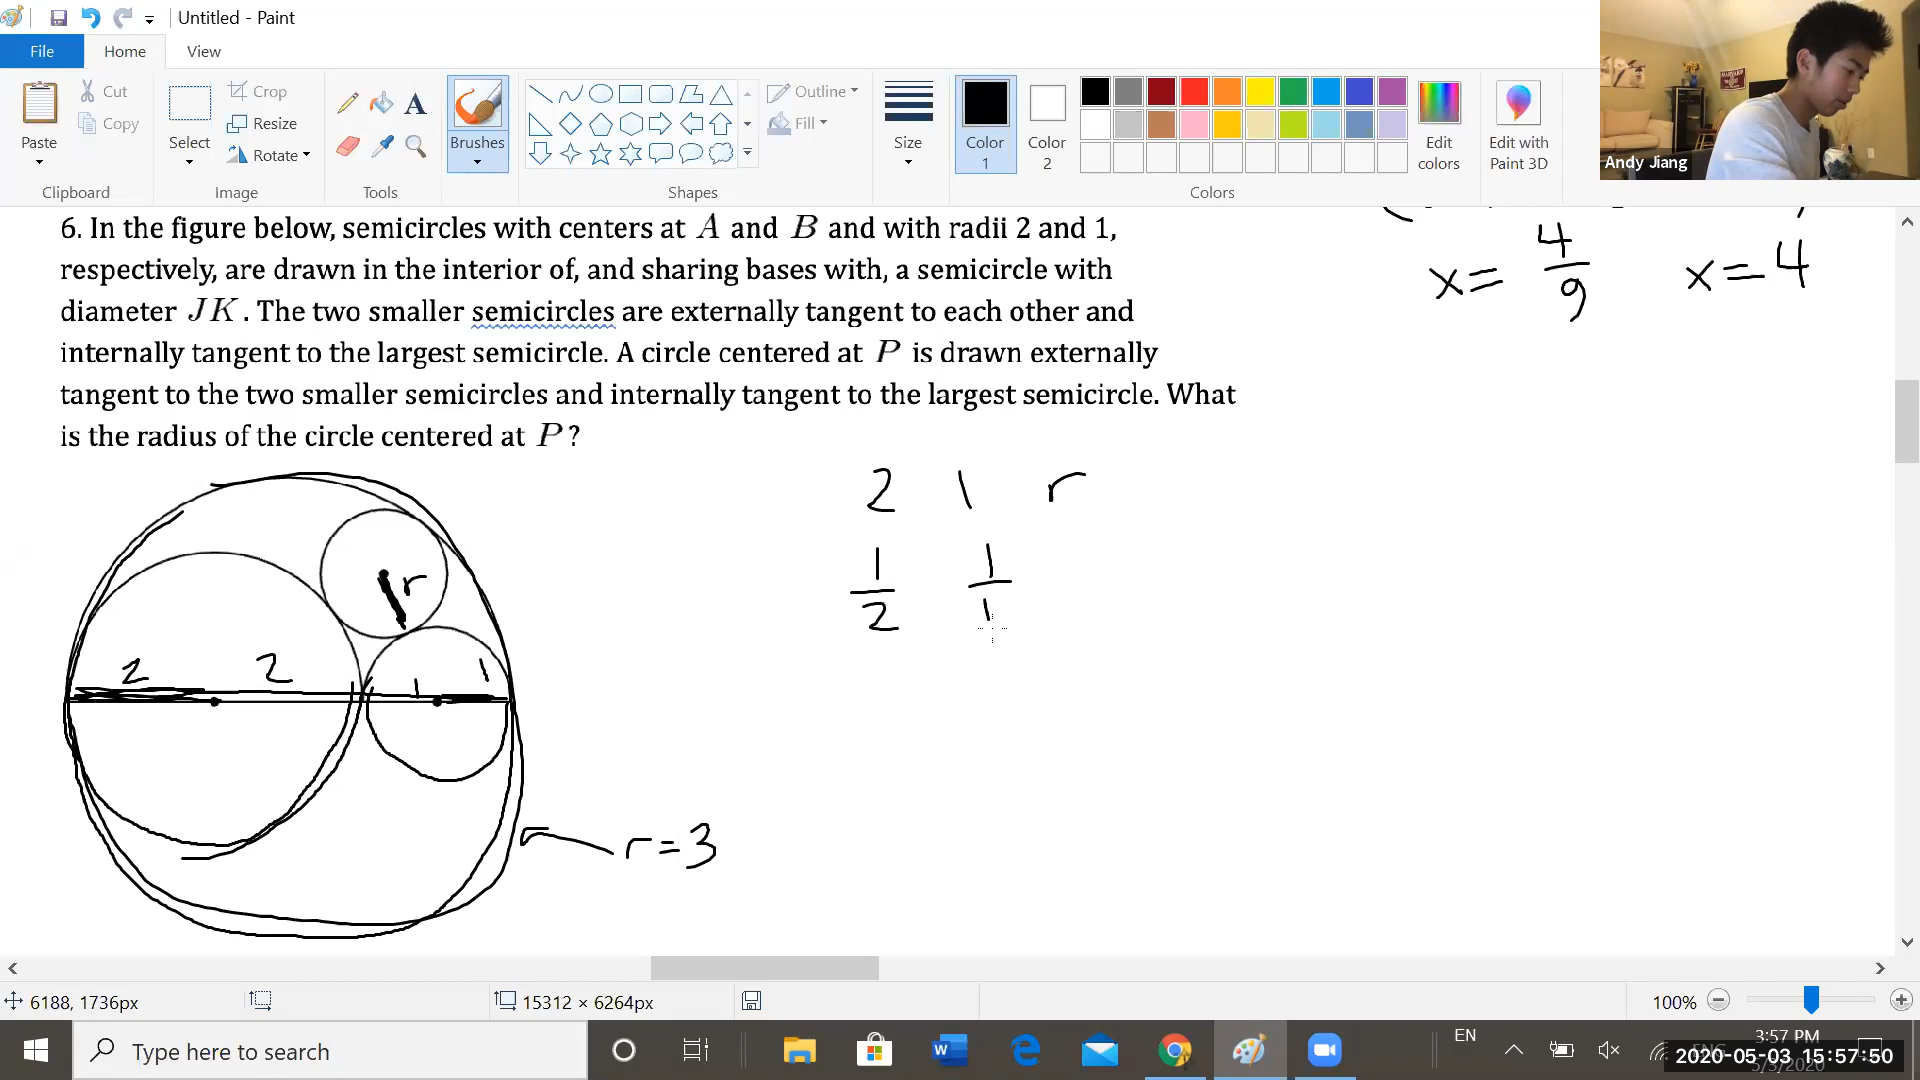 Untitled - Paint
File
Home
View
Paste
Cut
Copy
Clipboard
Select
Crop
Resize
Rotate
Image
Tools
Brushes
Outline
Fill
Shapes
Size
Color 1
Color 2
Edit colors
Edit with Paint 3D
Colors
Andy Jiang
6. In the figure below, semicircles with centers at A and B and with radii 2 and 1,
respectively, are drawn in the interior of, and sharing bases with, a semicircle with
diameter JK. The two smaller semicircles are externally tangent to each other and
internally tangent to the largest semicircle. A circle centered at P is drawn externally
tangent to the two smaller semicircles and internally tangent to the largest semicircle. What
is the radius of the circle centered at P?
x = 4/9 x = 4
2 1 r
1/2 1/1
r
2 2 1 1
r = 3
6188, 1736px
15312 × 6264px
100%
Type here to search
EN
3:57 PM
2020-05-03 15:57:50